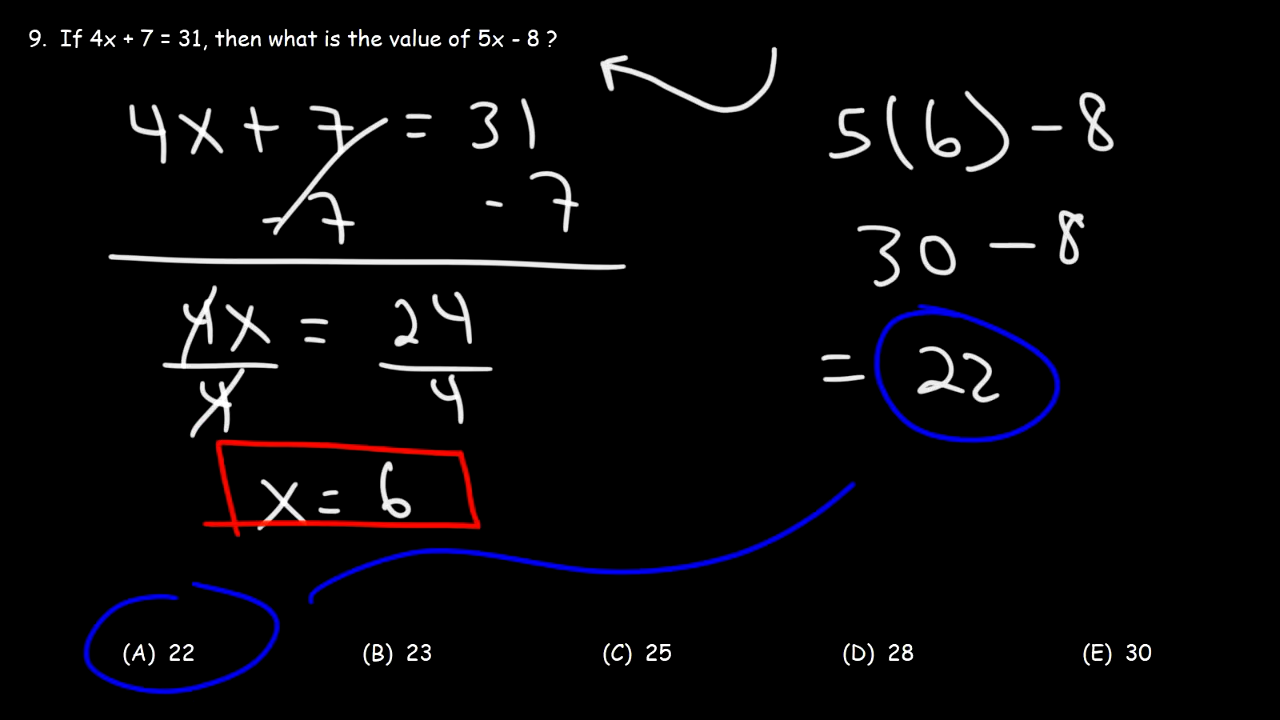 9. If 4x + 7 = 31, then what is the value of 5x - 8 ?
4x + 7 = 31
- 7 - 7
4x = 24
4 4
x = 6
5(6) - 8
30 - 8
= 22
(A) 22 (B) 23 (C) 25 (D) 28 (E) 30